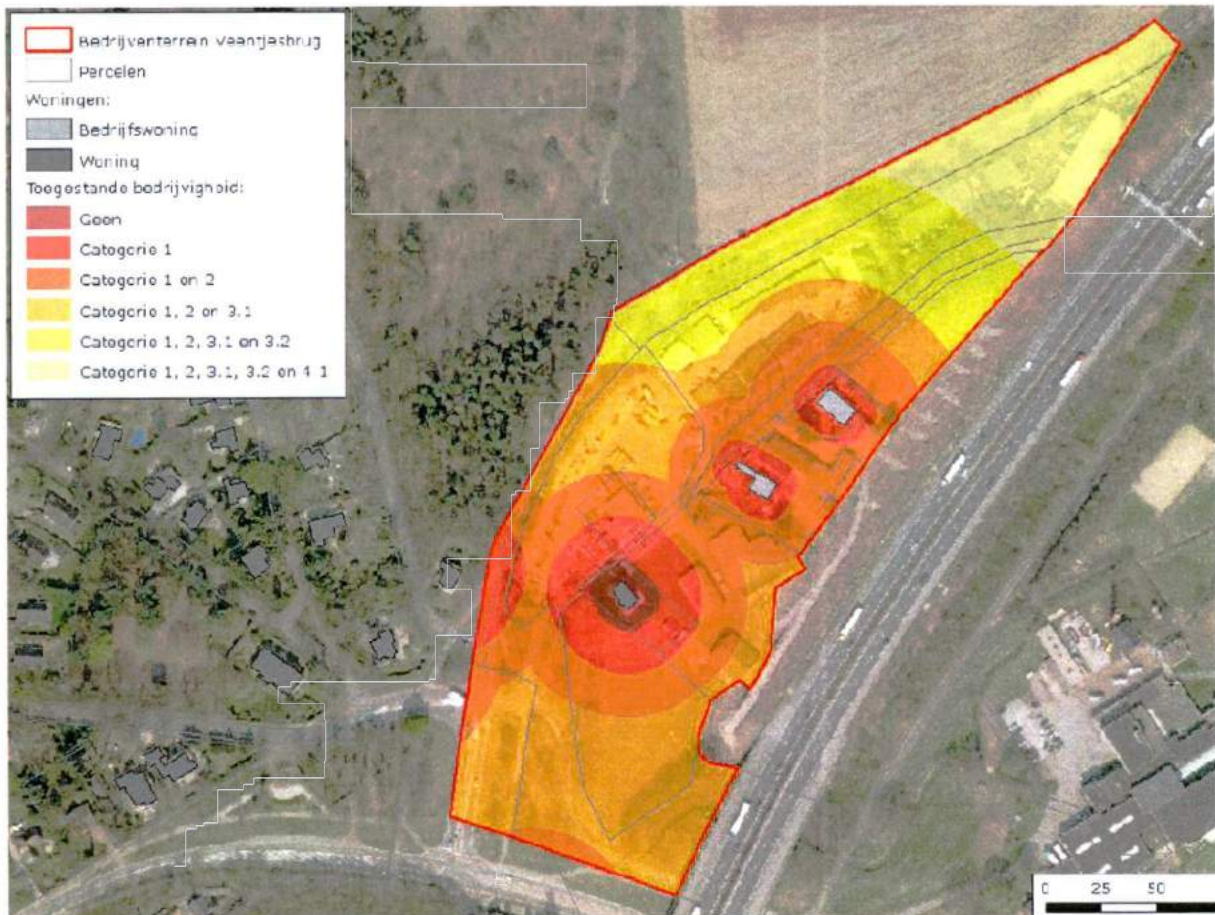 Bedrijventerrein Veentjesbrug
Percelen
Woningen:
Bedrijfswoning
Woning
Toegestande bedrijvigheid:
Geen
Categorie 1
Categorie 1 en 2
Categorie 1, 2 en 3.1
Categorie 1, 2, 3.1 en 3.2
Categorie 1, 2, 3.1, 3.2 en 4.1
0 25 50